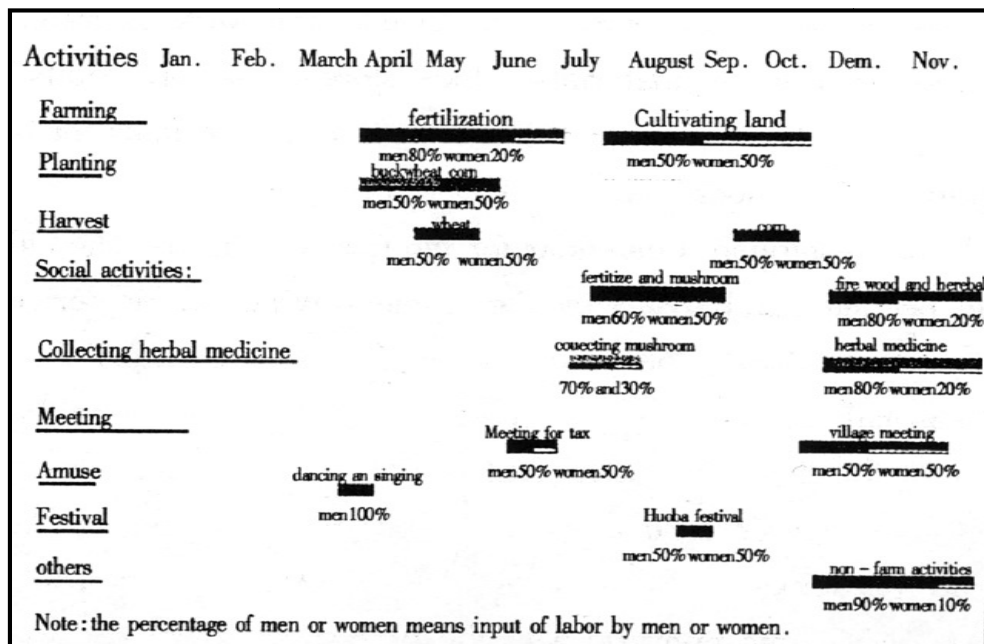 Activities Jan. Feb. March April May June July August Sep. Oct. Dem. Nov.
Farming
fertilization Cultivating land
men80% women20% men50% women50%
Planting
buckwheat corn
men50% women50%
Harvest
wheat corn
men50% women50% men50% women50%
Social activities:
fertitize and mushroom fire wood and herebal
men60% women50% men80% women20%
Collecting herbal medicine
couecting mushroom herbal medicine
70% and30% men80% women20%
Meeting
Meeting for tax village meeting
men50% women50% men50% women50%
Amuse
dancing an singing
men100%
Festival
Huoba festival
men50% women50%
others
non-farm activities
men90% women10%
Note: the percentage of men or women means input of labor by men or women.